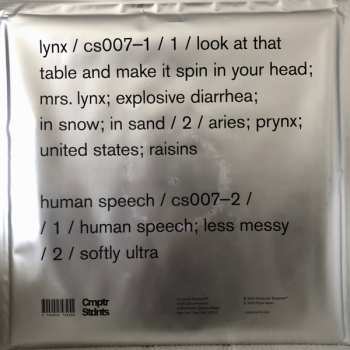 lynx / cs007–1 / 1 / look at that
table and make it spin in your head;
mrs. lynx; explosive diarrhea;
in snow; in sand / 2 / aries; prynx;
united states; raisins
human speech / cs007–2 /
/ 1 / human speech; less messy
/ 2 / softly ultra
Cmptr
Stdnts